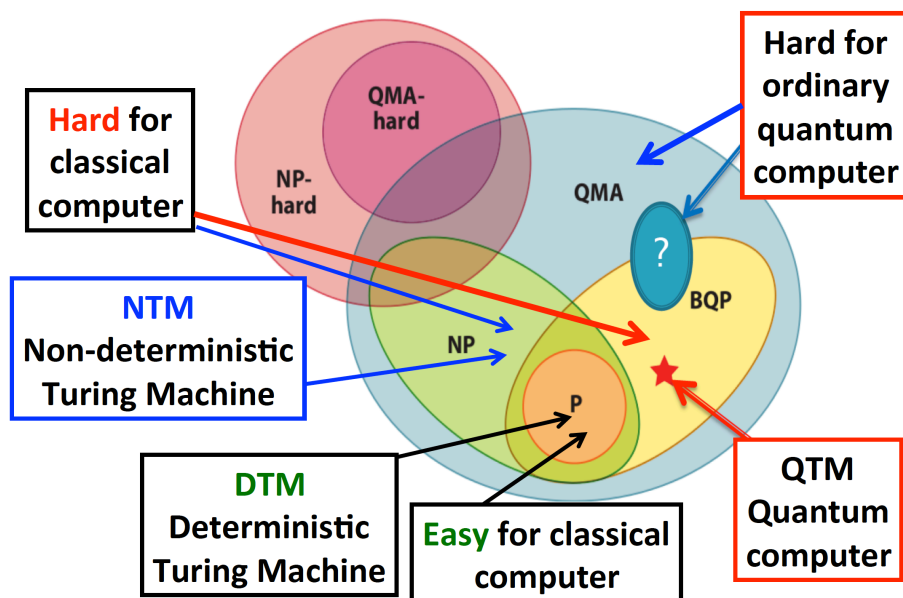 Hard for
classical
computer
QMA-
hard
NP-
hard
QMA
Hard for
ordinary
quantum
computer
?
BQP
NTM
Non-deterministic
Turing Machine
NP
P
DTM
Deterministic
Turing Machine
Easy for classical
computer
QTM
Quantum
computer